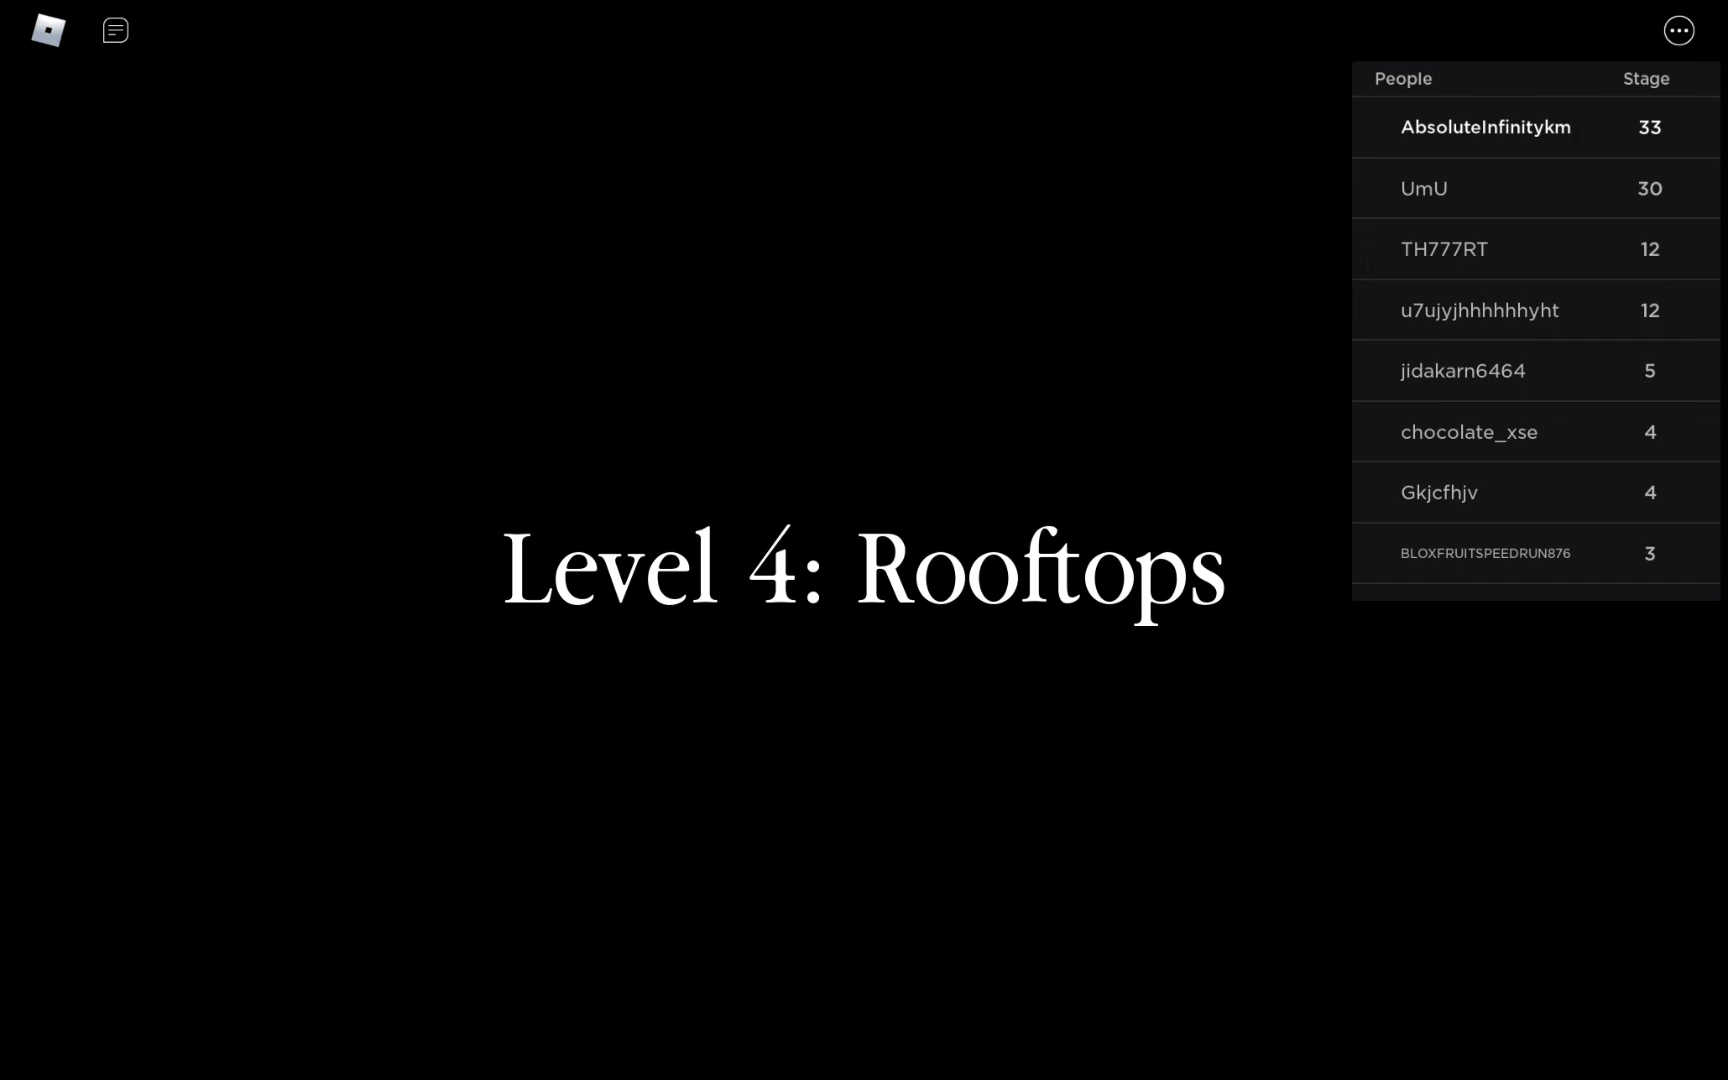 People Stage
AbsoluteInfinitykm 33
UmU 30
TH777RT 12
u7ujyjhhhhhhyht 12
jidakarn6464 5
chocolate_xse 4
Gkjcfhjv 4
BLOXFRUITSPEEDRUN876 3
Level 4: Rooftops